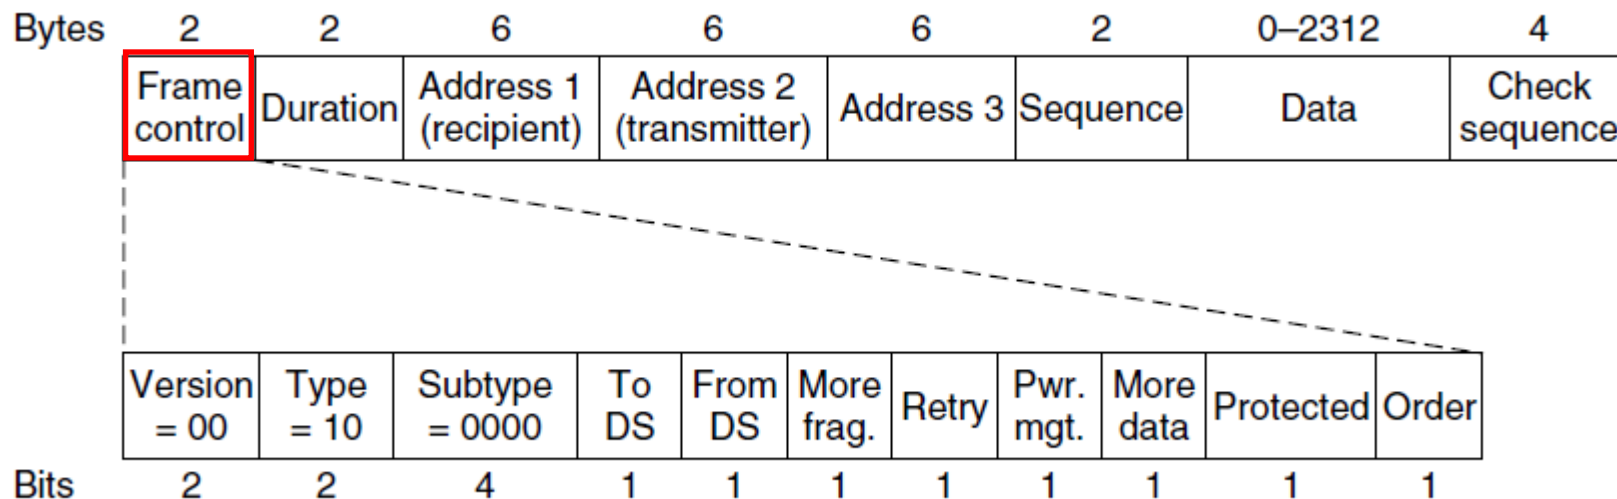 Bytes 2 2 6 6 6 2 0–2312 4
Frame control Duration Address 1 (recipient) Address 2 (transmitter) Address 3 Sequence Data Check sequence
Version = 00 Type = 10 Subtype = 0000 To DS From DS More frag. Retry Pwr. mgt. More data Protected Order
Bits 2 2 4 1 1 1 1 1 1 1 1